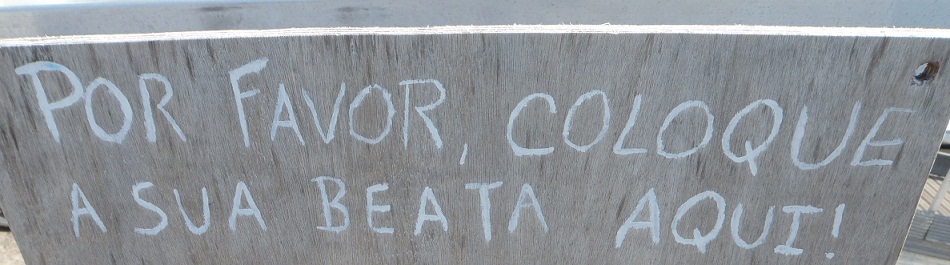 POR FAVOR, COLOQUE
A SUA BEATA AQUI!